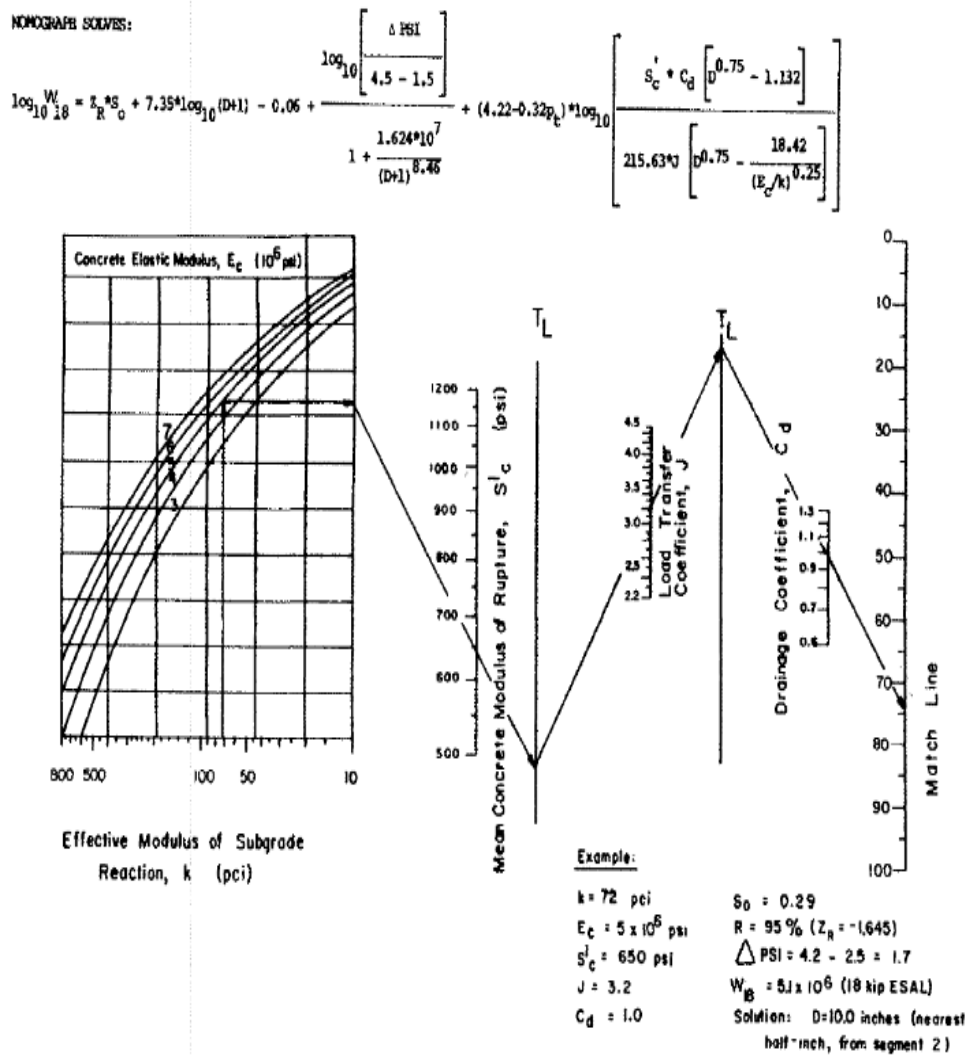 NOMOGRAPH SOLVES:
log10 W18 = ZR*So + 7.35*log10 (D+1) - 0.06 + log10 [ Δ PSI / 4.5 - 1.5 ] / 1 + 1.624*10^7 / (D+1)^8.46 + (4.22-0.32pt)*log10 [ S'c * Cd [ D^0.75 - 1.132 ] / 215.63*J [ D^0.75 - 18.42 / (Ec/k)^0.25 ] ]
Concrete Elastic Modulus, Ec (10^6 psi)
7
6
5
4
3
800 500 100 50 10
Effective Modulus of Subgrade
Reaction, k (pci)
1200
1100
1000
900
800
700
600
500
Mean Concrete Modulus of Rupture, S'c (psi)
TL
4.5
4.0
3.5
3.0
2.5
2.2
Load Transfer
Coefficient, J
TL
Drainage Coefficient, Cd
1.3
1.1
0.9
0.7
0.6
0
10
20
30
40
50
60
70
80
90
100
Match Line
Example:
k = 72 pci
Ec = 5 x 10^6 psi
S'c = 650 psi
J = 3.2
Cd = 1.0
So = 0.29
R = 95 % (ZR = -1.645)
Δ PSI = 4.2 - 2.5 = 1.7
W18 = 5.1 x 10^6 (18 kip ESAL)
Solution: D = 10.0 inches (nearest
half-inch, from segment 2)